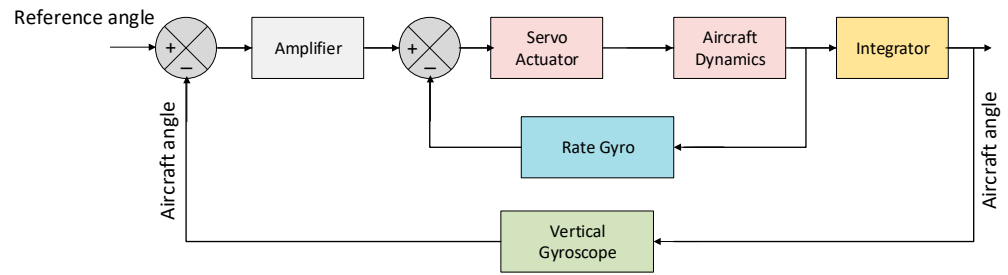 Reference angle
+
−
Amplifier
+
−
Servo
Actuator
Aircraft
Dynamics
Integrator
Rate Gyro
Aircraft angle
Aircraft angle
Vertical
Gyroscope